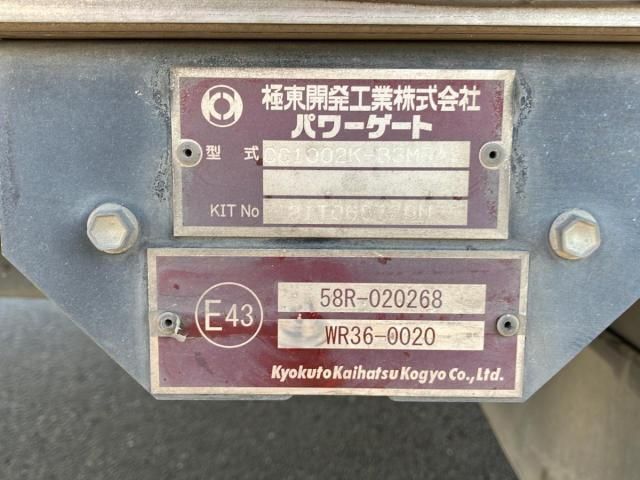 極東開発工業株式会社
パワーゲート
型 式
KIT No
E43
58R-020268
WR36-0020
Kyokuto Kaihatsu Kogyo Co., Ltd.